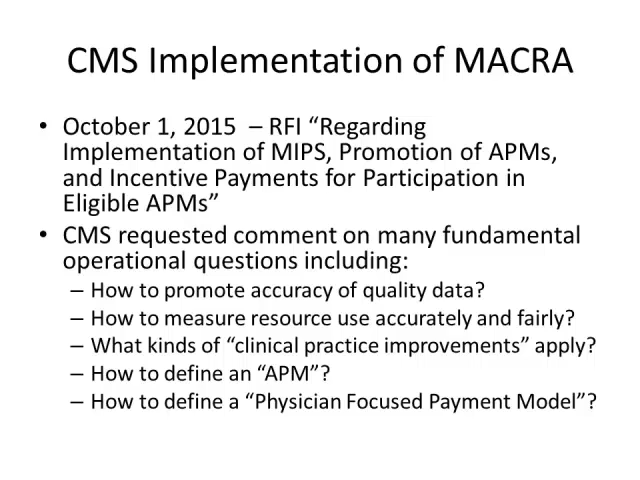 CMS Implementation of MACRA
• October 1, 2015 – RFI “Regarding
Implementation of MIPS, Promotion of APMs,
and Incentive Payments for Participation in
Eligible APMs”
• CMS requested comment on many fundamental
operational questions including:
– How to promote accuracy of quality data?
– How to measure resource use accurately and fairly?
– What kinds of “clinical practice improvements” apply?
– How to define an “APM”?
– How to define a “Physician Focused Payment Model”?